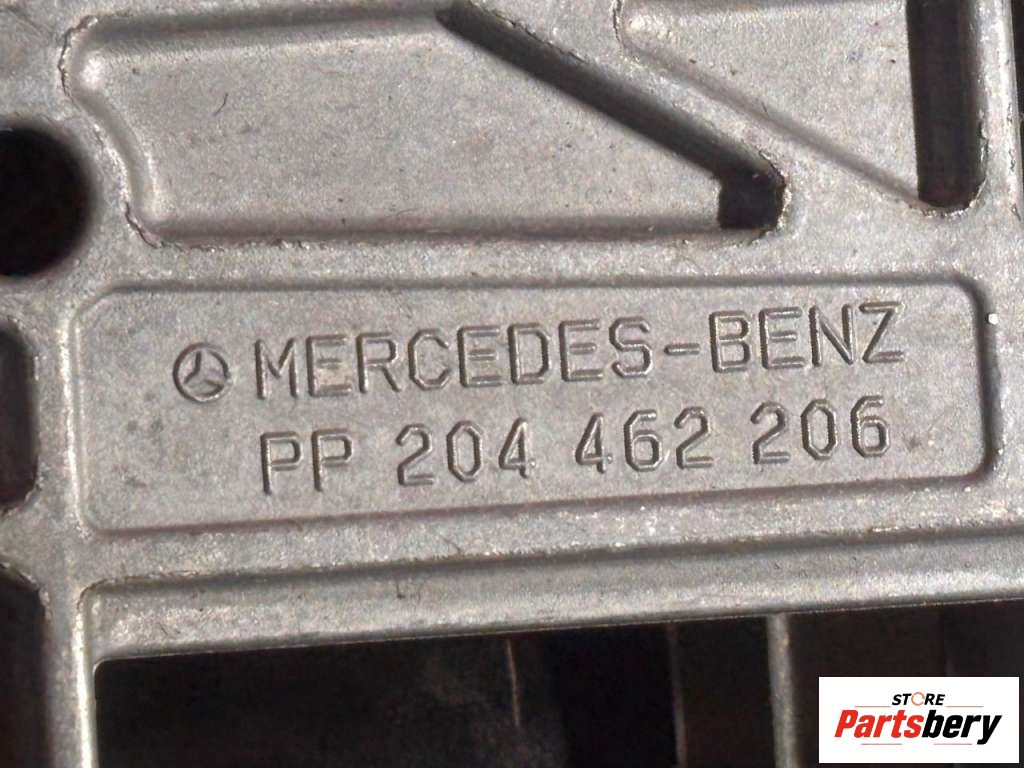 MERCEDES-BENZ
PP 204 462 206
STORE
Partsbery